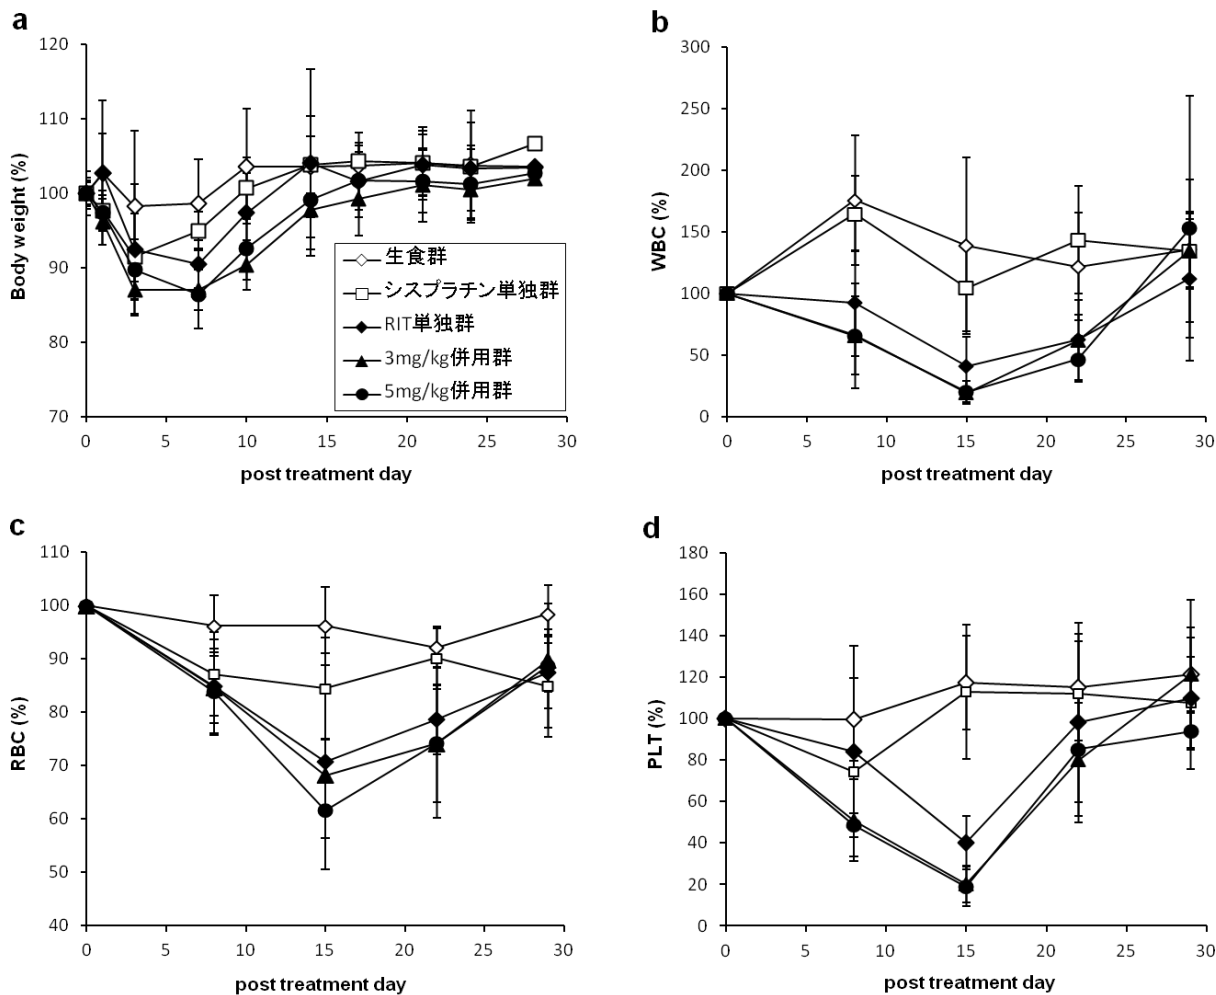 a
120
110
100
90
80
70
Body weight (%)
0 5 10 15 20 25 30
post treatment day
生食群
シスプラチン単独群
RIT単独群
3mg/kg併用群
5mg/kg併用群
b
300
250
200
150
100
50
0
WBC (%)
0 5 10 15 20 25 30
post treatment day
c
110
100
90
80
70
60
50
40
RBC (%)
0 5 10 15 20 25 30
post treatment day
d
180
160
140
120
100
80
60
40
20
0
PLT (%)
0 5 10 15 20 25 30
post treatment day